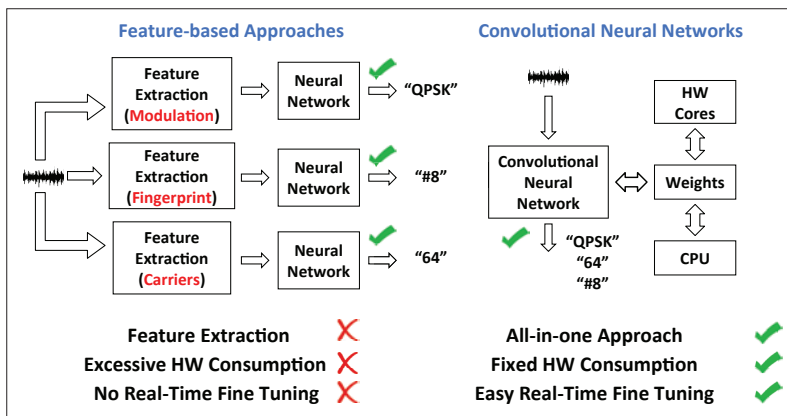 Feature-based Approaches
Feature
Extraction
(Modulation)
Neural
Network
“QPSK”
Feature
Extraction
(Fingerprint)
Neural
Network
“#8”
Feature
Extraction
(Carriers)
Neural
Network
“64”
Feature Extraction
Excessive HW Consumption
No Real-Time Fine Tuning
Convolutional Neural Networks
Convolutional
Neural
Network
“QPSK”
“64”
“#8”
HW
Cores
Weights
CPU
All-in-one Approach
Fixed HW Consumption
Easy Real-Time Fine Tuning